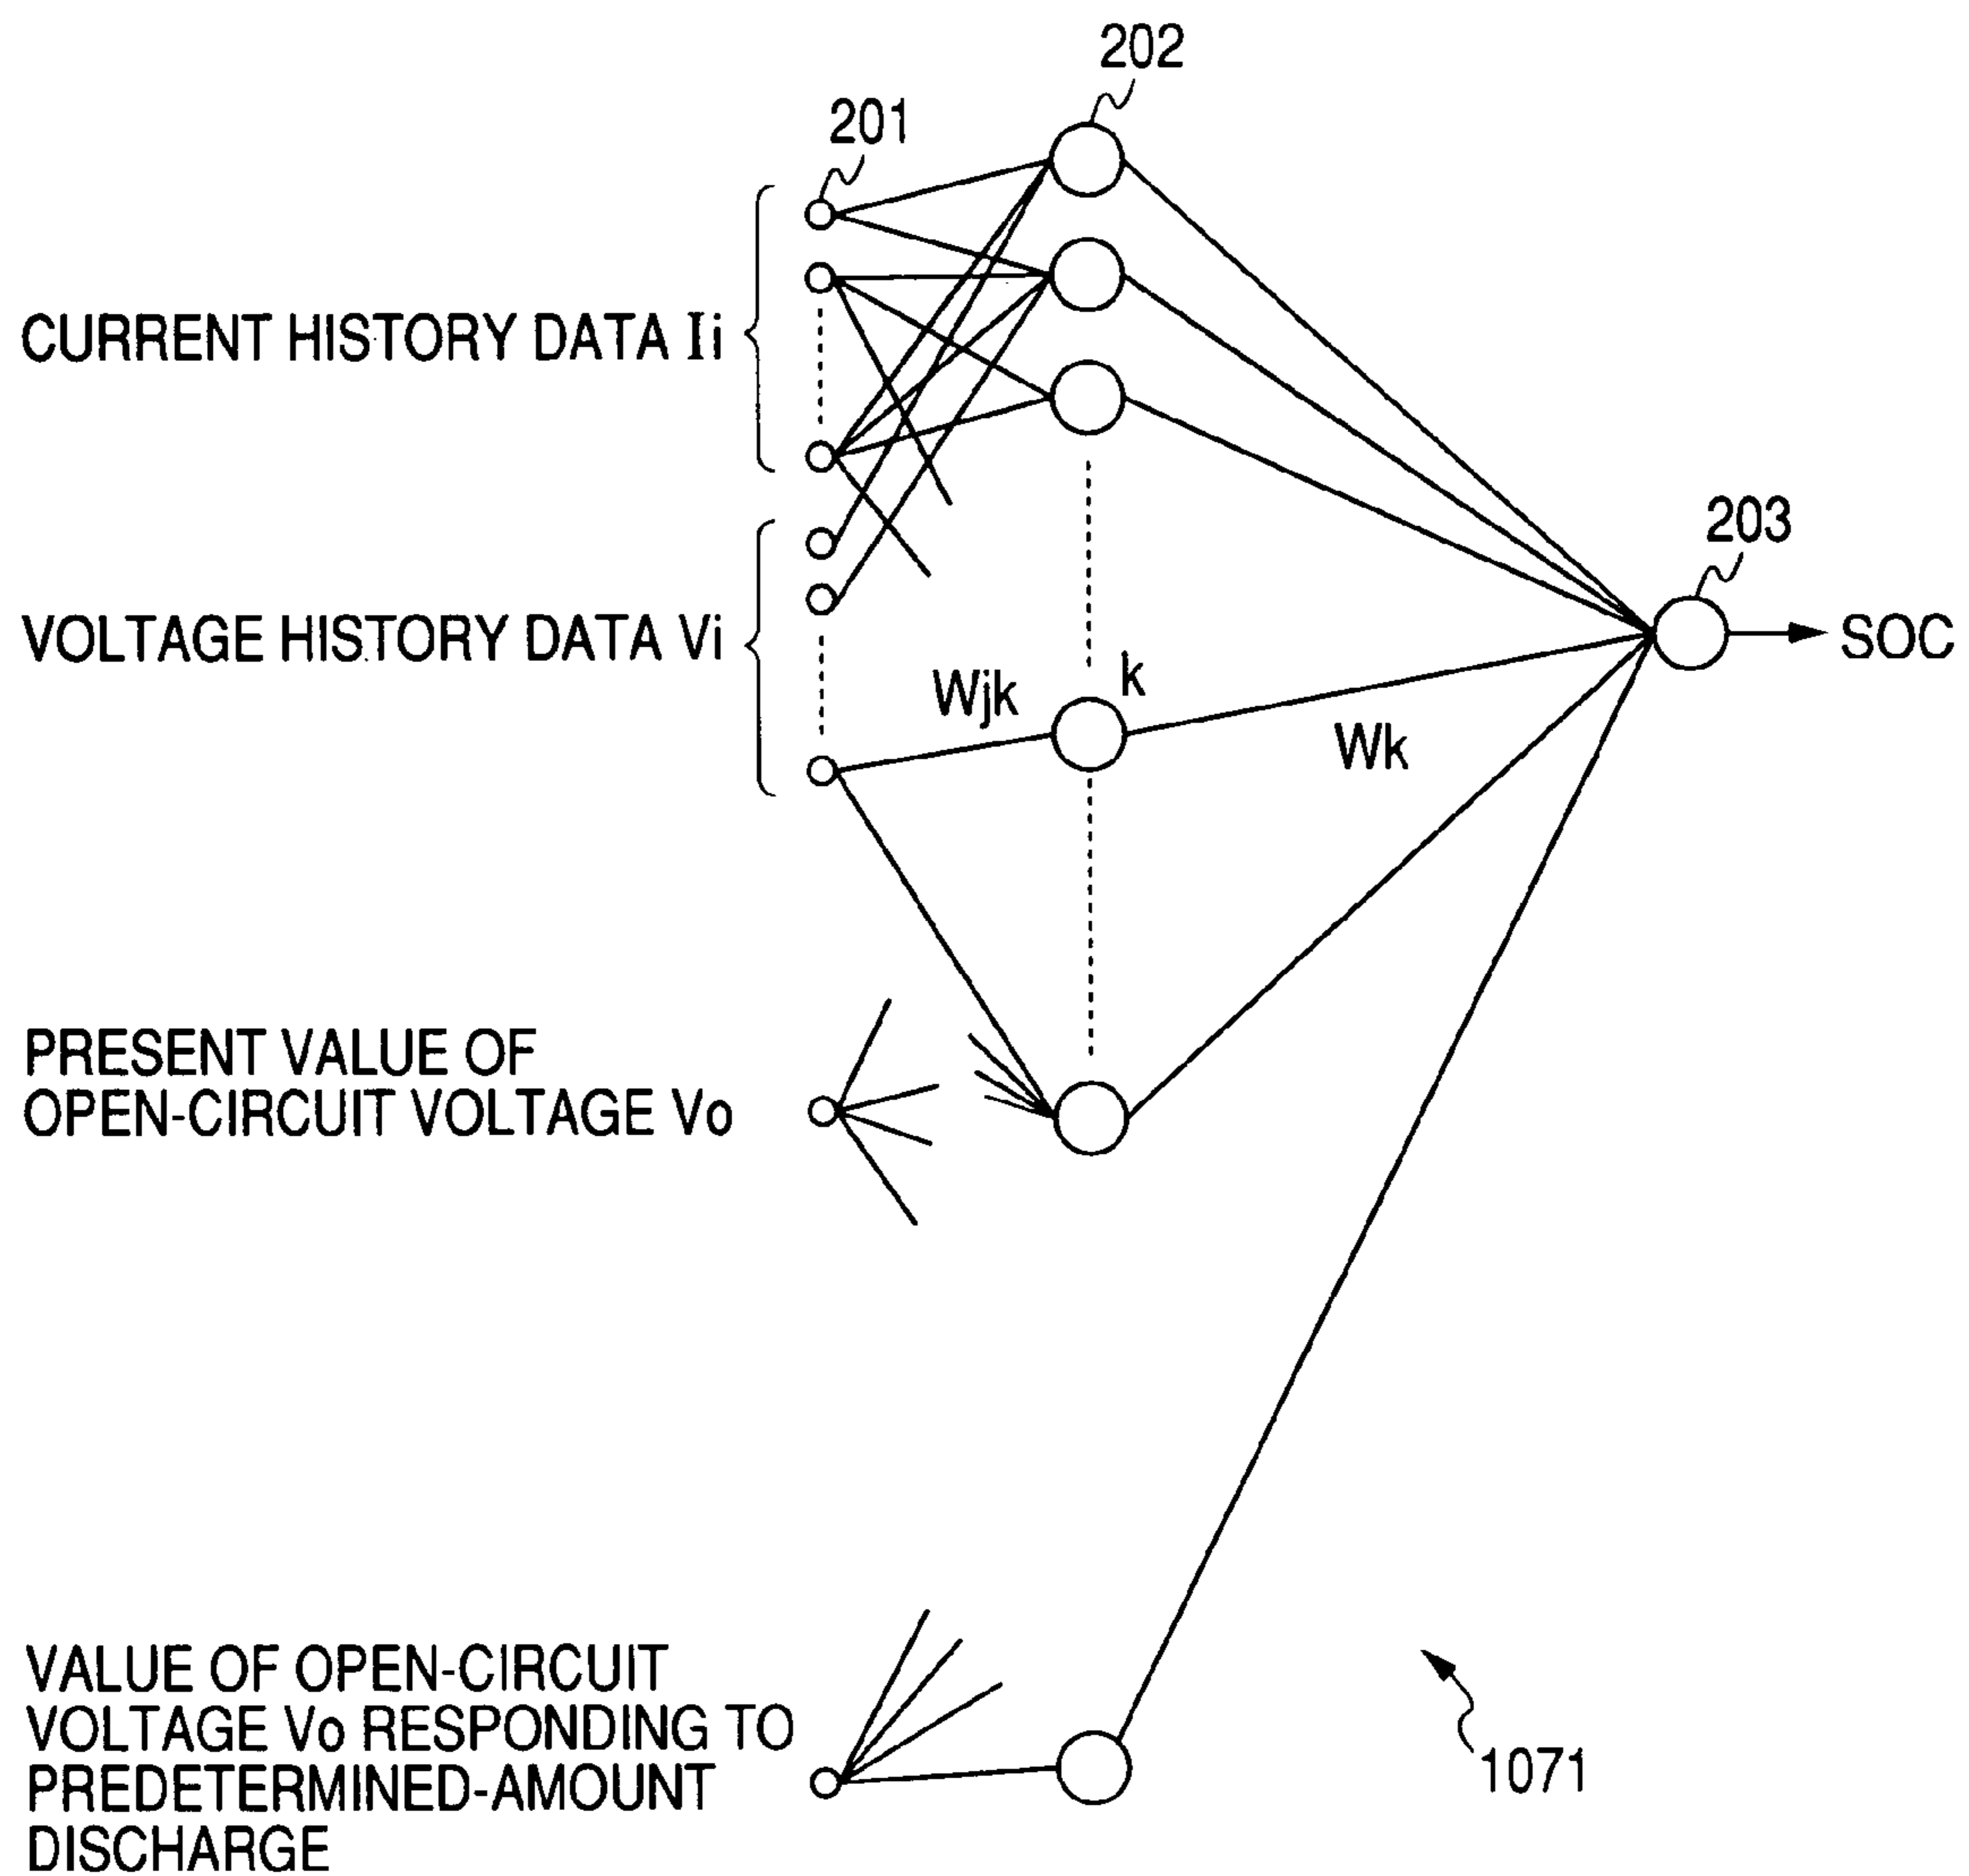 202
201
CURRENT HISTORY DATA Ii
203
VOLTAGE HISTORY DATA Vi
SOC
Wjk
k
Wk
PRESENT VALUE OF
OPEN-CIRCUIT VOLTAGE Vo
VALUE OF OPEN-CIRCUIT
VOLTAGE Vo RESPONDING TO
PREDETERMINED-AMOUNT
DISCHARGE
1071